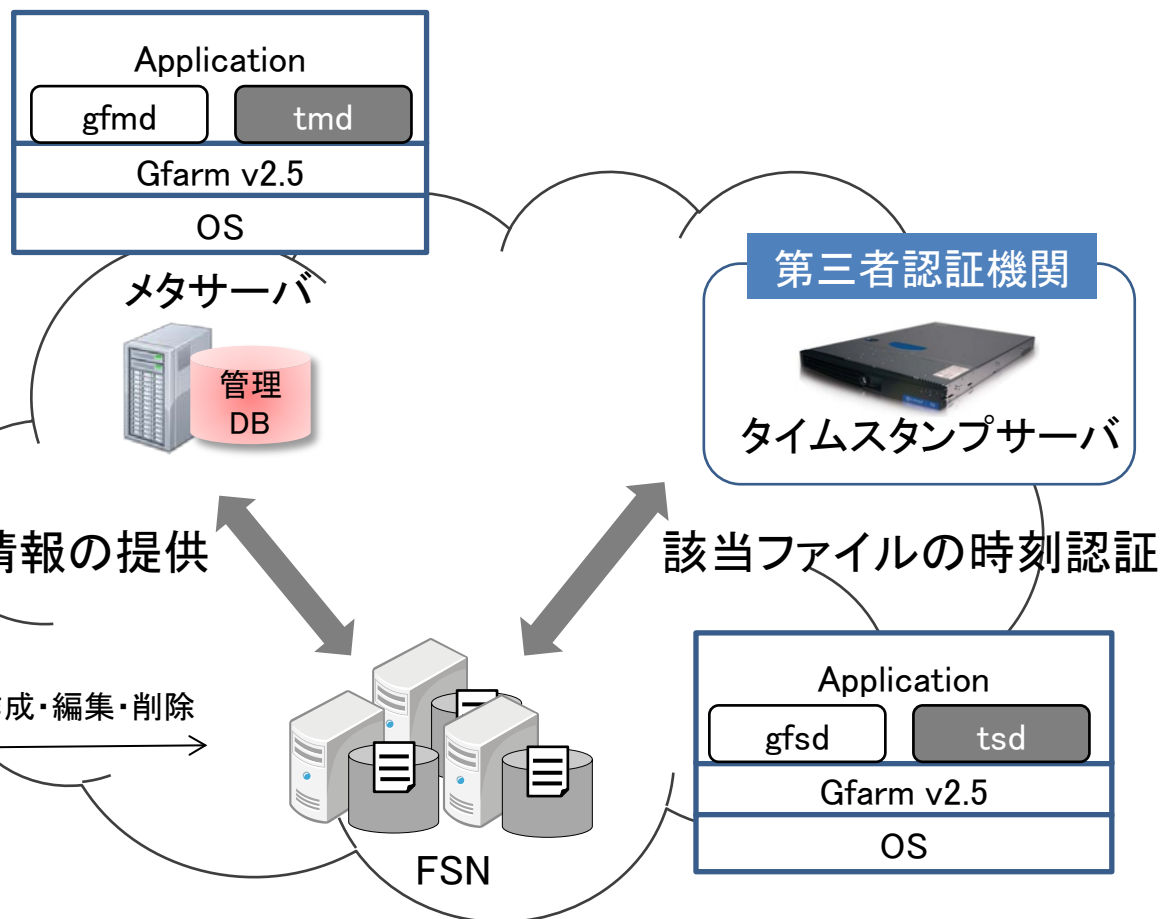 Application
gfmd
tmd
Gfarm v2.5
OS
メタサーバ
管理
DB
第三者認証機関
タイムスタンプサーバ
情報の提供
該当ファイルの時刻認証
成・編集・削除
FSN
Application
gfsd
tsd
Gfarm v2.5
OS